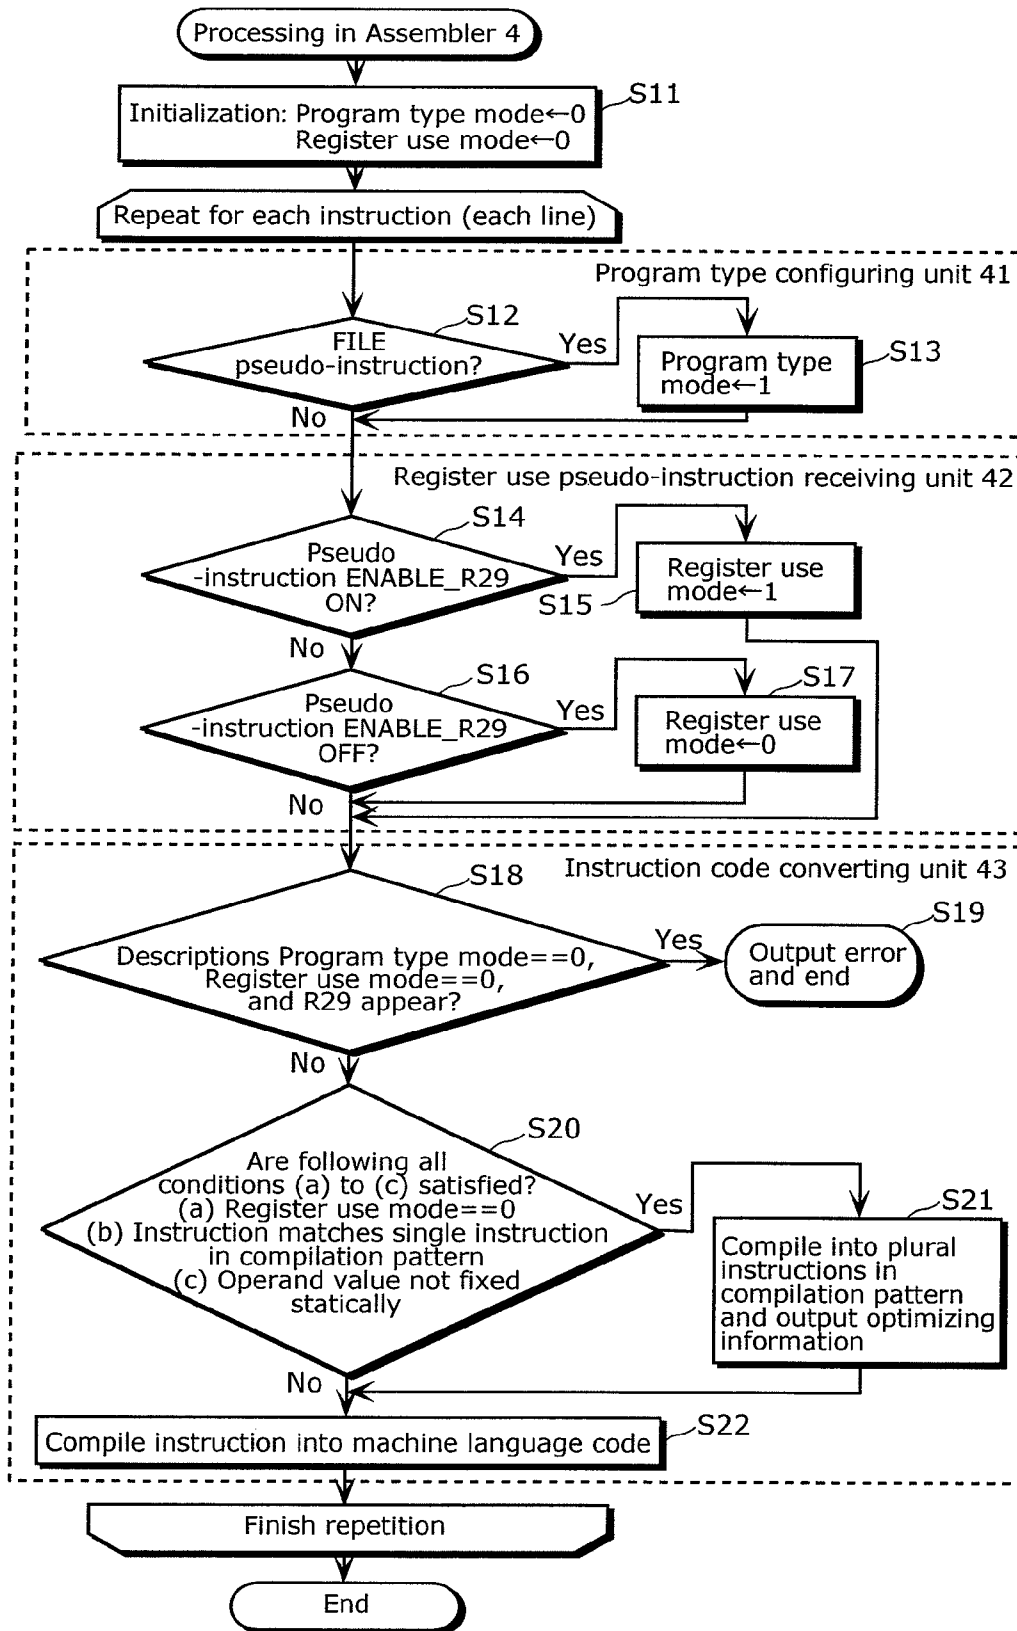 Processing in Assembler 4
S11
Initialization: Program type mode←0
Register use mode←0
Repeat for each instruction (each line)
Program type configuring unit 41
S12
FILE
pseudo-instruction?
Yes
S13
Program type
mode←1
No
Register use pseudo-instruction receiving unit 42
S14
Pseudo
-instruction ENABLE_R29
ON?
Yes
S15
Register use
mode←1
No
S16
Pseudo
-instruction ENABLE_R29
OFF?
Yes
S17
Register use
mode←0
No
Instruction code converting unit 43
S18
Descriptions Program type mode==0,
Register use mode==0,
and R29 appear?
Yes
S19
Output error
and end
No
S20
Are following all
conditions (a) to (c) satisfied?
(a) Register use mode==0
(b) Instruction matches single instruction
in compilation pattern
(c) Operand value not fixed
statically
Yes
S21
Compile into plural
instructions in
compilation pattern
and output optimizing
information
No
S22
Compile instruction into machine language code
Finish repetition
End